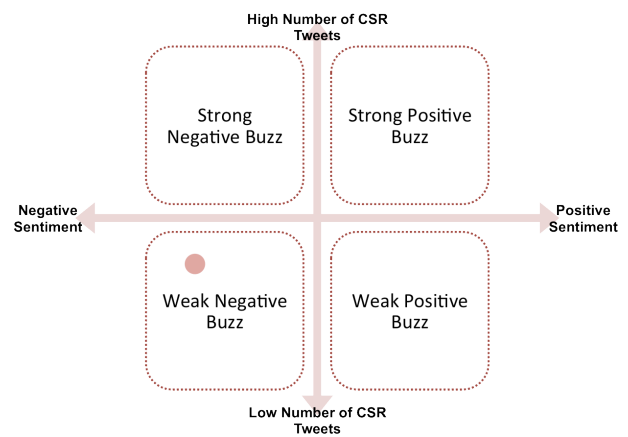 High Number of CSR
Tweets
Strong
Negative Buzz
Strong Positive
Buzz
Negative
Sentiment
Positive
Sentiment
Weak Negative
Buzz
Weak Positive
Buzz
Low Number of CSR
Tweets